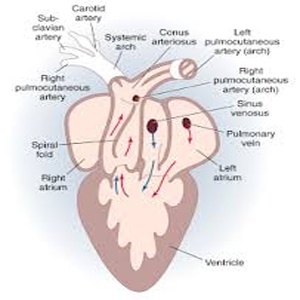 Carotid
artery
Sub-
clavian
artery
Systemic
arch
Conus
arteriosus
Left
pulmocutaneous
artery (arch)
Right
pulmocutaneous
artery
Right
pulmocutaneous
artery (arch)
Sinus
venosus
Pulmonary
vein
Spiral
fold
Right
atrium
Left
atrium
Ventricle